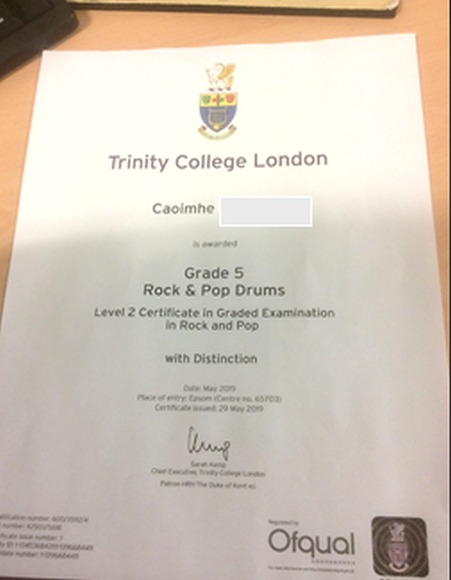 Trinity College London
Caoimhe
is awarded
Grade 5
Rock & Pop Drums
Level 2 Certificate in Graded Examination
in Rock and Pop
with Distinction
Date: May 2019
Place of entry: Epsom (Centre no. 65703)
Certificate issued: 29 May 2019
Sarah Kemp
Chief Executive, Trinity College London
Patron HRH The Duke of Kent KG
Regulated by
Ofqual